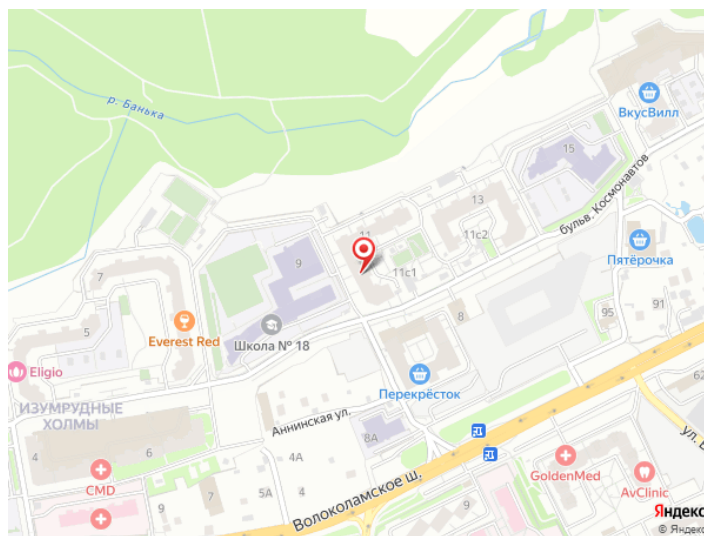 р. Банька
ВкусВилл
15
бульв. Космонавтов
13
11
11с2
11с1
Пятёрочка
9
7
5
Everest Red
Школа № 18
8
95
91
Eligio
Перекрёсток
ИЗУМРУДНЫЕ
ХОЛМЫ
Аннинская ул.
8А
4
6
4А
5А
7
9
CMD
Волоколамское ш.
GoldenMed
AvClinic
9
11
62
ул. В
Яндекс
© Яндекс